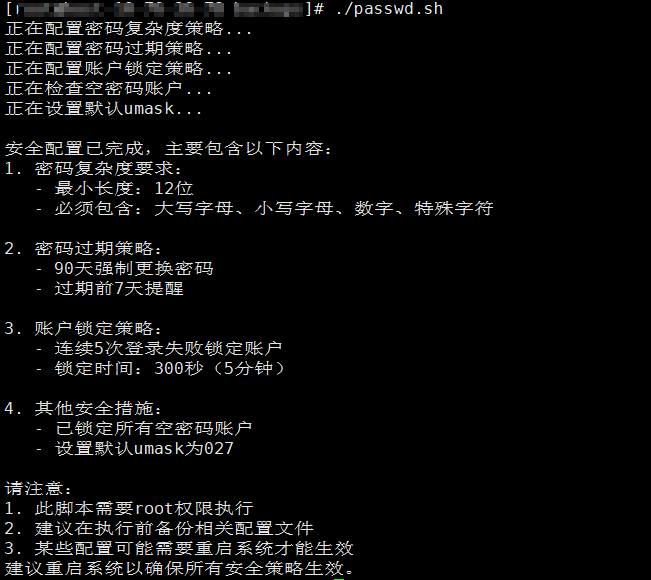 ]# ./passwd.sh
正在配置密码复杂度策略...
正在配置密码过期策略...
正在配置账户锁定策略...
正在检查空密码账户...
正在设置默认umask...
安全配置已完成，主要包含以下内容：
1. 密码复杂度要求：
- 最小长度：12位
- 必须包含：大写字母、小写字母、数字、特殊字符
2. 密码过期策略：
- 90天强制更换密码
- 过期前7天提醒
3. 账户锁定策略：
- 连续5次登录失败锁定账户
- 锁定时间：300秒（5分钟）
4. 其他安全措施：
- 已锁定所有空密码账户
- 设置默认umask为027
请注意：
1. 此脚本需要root权限执行
2. 建议在执行前备份相关配置文件
3. 某些配置可能需要重启系统才能生效
建议重启系统以确保所有安全策略生效。